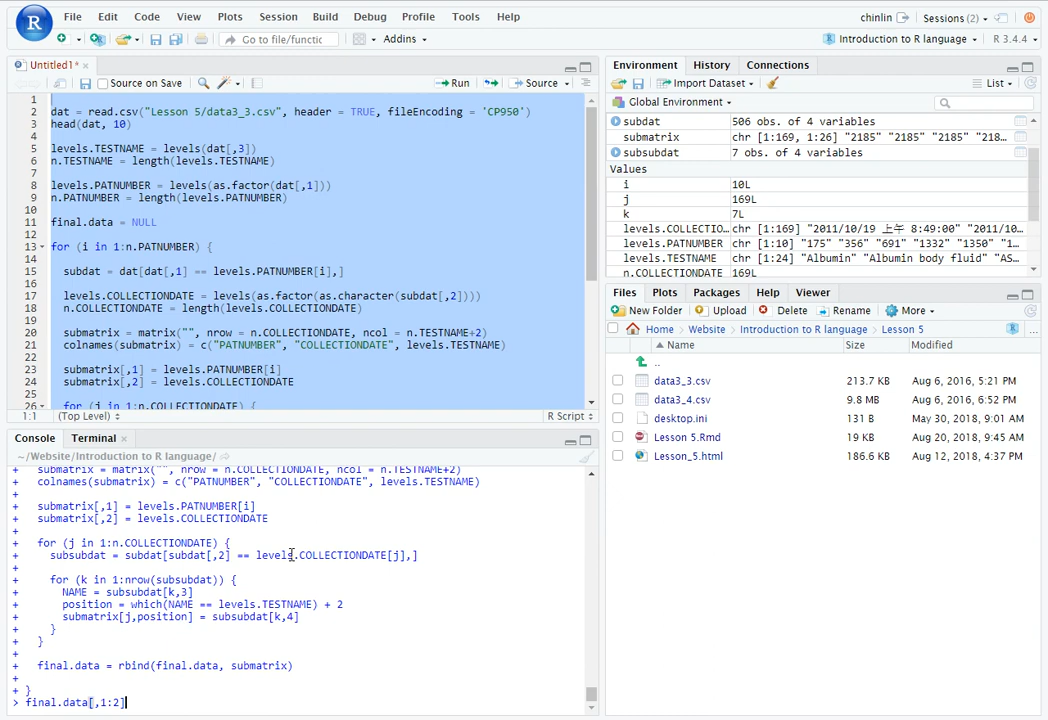 File Edit Code View Plots Session Build Debug Profile Tools Help
chinlin Sessions (2)
Go to file/functic Addins
Introduction to R language R 3.4.4
Untitled1*
Source on Save Run Source
1
2 dat = read.csv("Lesson 5/data3_3.csv", header = TRUE, fileEncoding = 'CP950')
3 head(dat, 10)
4
5 levels.TESTNAME = levels(dat[,3])
6 n.TESTNAME = length(levels.TESTNAME)
7
8 levels.PATNUMBER = levels(as.factor(dat[,1]))
9 n.PATNUMBER = length(levels.PATNUMBER)
10
11 final.data = NULL
12
13 for (i in 1:n.PATNUMBER) {
14
15 subdat = dat[dat[,1] == levels.PATNUMBER[i],]
16
17 levels.COLLECTIONDATE = levels(as.factor(as.character(subdat[,2])))
18 n.COLLECTIONDATE = length(levels.COLLECTIONDATE)
19
20 submatrix = matrix("", nrow = n.COLLECTIONDATE, ncol = n.TESTNAME+2)
21 colnames(submatrix) = c("PATNUMBER", "COLLECTIONDATE", levels.TESTNAME)
22
23 submatrix[,1] = levels.PATNUMBER[i]
24 submatrix[,2] = levels.COLLECTIONDATE
25
26 for (j in 1:n.COLLECTIONDATE) {
1:1 (Top Level) R Script
Console Terminal
~/Website/Introduction to R language/
+ submatrix = matrix("", nrow = n.COLLECTIONDATE, ncol = n.TESTNAME+2)
+ colnames(submatrix) = c("PATNUMBER", "COLLECTIONDATE", levels.TESTNAME)
+
+ submatrix[,1] = levels.PATNUMBER[i]
+ submatrix[,2] = levels.COLLECTIONDATE
+
+ for (j in 1:n.COLLECTIONDATE) {
+ subsubdat = subdat[subdat[,2] == levels.COLLECTIONDATE[j],]
+
+ for (k in 1:nrow(subsubdat)) {
+ NAME = subsubdat[k,3]
+ position = which(NAME == levels.TESTNAME) + 2
+ submatrix[j,position] = subsubdat[k,4]
+ }
+ }
+
+ final.data = rbind(final.data, submatrix)
+
+ }
> final.data[,1:2]
Environment History Connections
Import Dataset List
Global Environment
subdat 506 obs. of 4 variables
submatrix chr [1:169, 1:26] "2185" "2185" "2185" "218…
subsubdat 7 obs. of 4 variables
Values
i 10L
j 169L
k 7L
levels.COLLECTIO… chr [1:169] "2011/10/19 上午 8:49:00" "2011/10…
levels.PATNUMBER chr [1:10] "175" "356" "691" "1332" "1350" "1…
levels.TESTNAME chr [1:24] "Albumin" "Albumin body fluid" "AS…
n.COLLECTIONDATE 169L
Files Plots Packages Help Viewer
New Folder Upload Delete Rename More
Home Website Introduction to R language Lesson 5 ...
Name Size Modified
..
data3_3.csv 213.7 KB Aug 6, 2016, 5:21 PM
data3_4.csv 9.8 MB Aug 6, 2016, 6:52 PM
desktop.ini 131 B May 30, 2018, 9:01 AM
Lesson 5.Rmd 19 KB Aug 20, 2018, 9:45 AM
Lesson_5.html 186.6 KB Aug 12, 2018, 4:37 PM